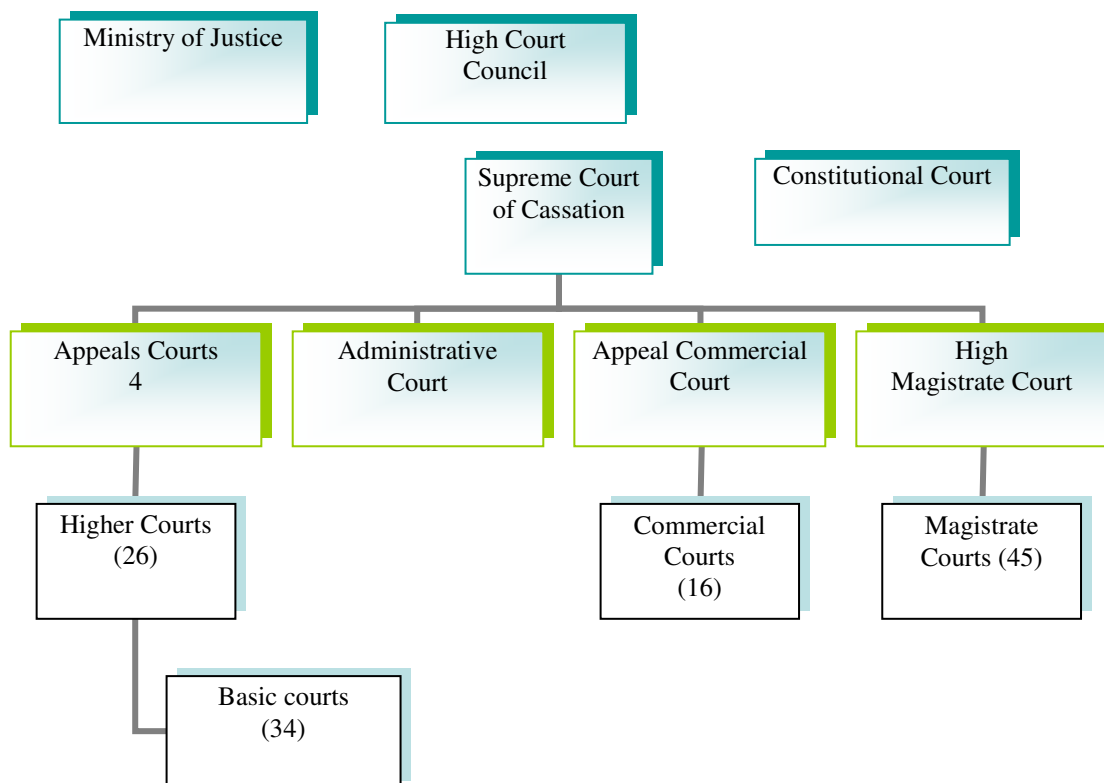 Ministry of Justice
High Court
Council
Supreme Court
of Cassation
Constitutional Court
Appeals Courts
4
Administrative
Court
Appeal Commercial
Court
High
Magistrate Court
Higher Courts
(26)
Commercial
Courts
(16)
Magistrate
Courts (45)
Basic courts
(34)